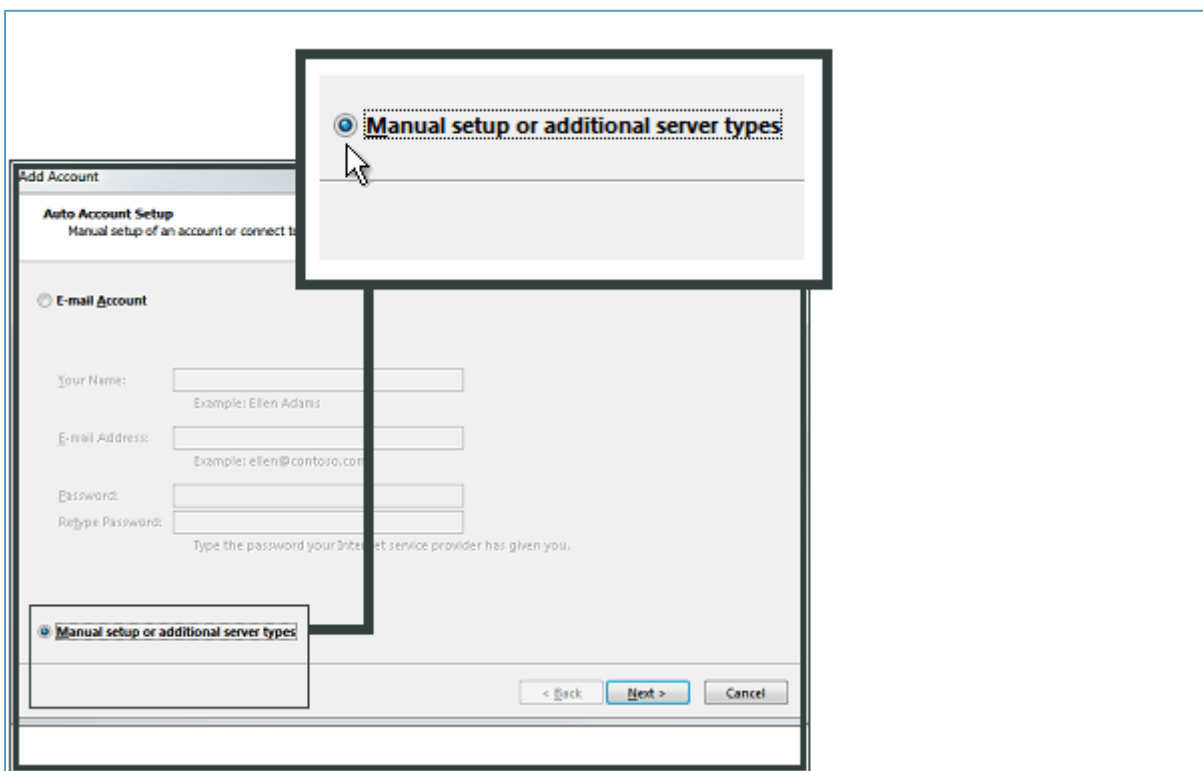 Manual setup or additional server types
Add Account
Auto Account Setup
Manual setup of an account or connect
E-mail Account
Your Name:
Example: Ellen Adams
E-mail Address:
Example: ellen@contoso.com
Password:
Retype Password:
Type the password your Internet service provider has given you.
Manual setup or additional server types
< Back Next > Cancel